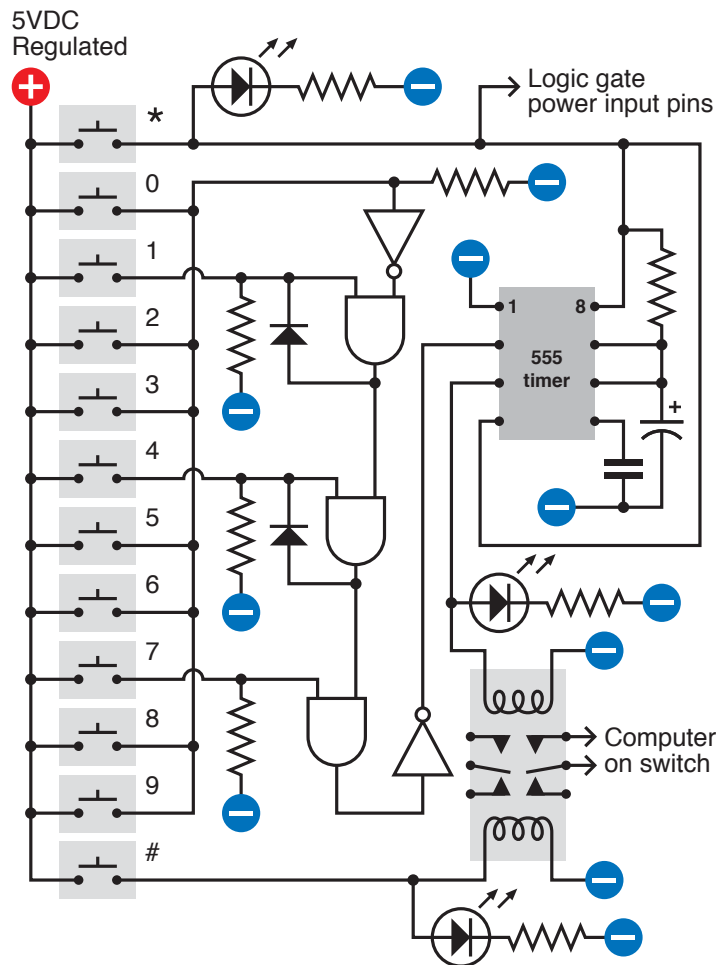 5VDC
Regulated
+
*
Logic gate
power input pins
0
1
1
8
2
555
timer
3
+
4
5
6
7
8
Computer
on switch
9
#